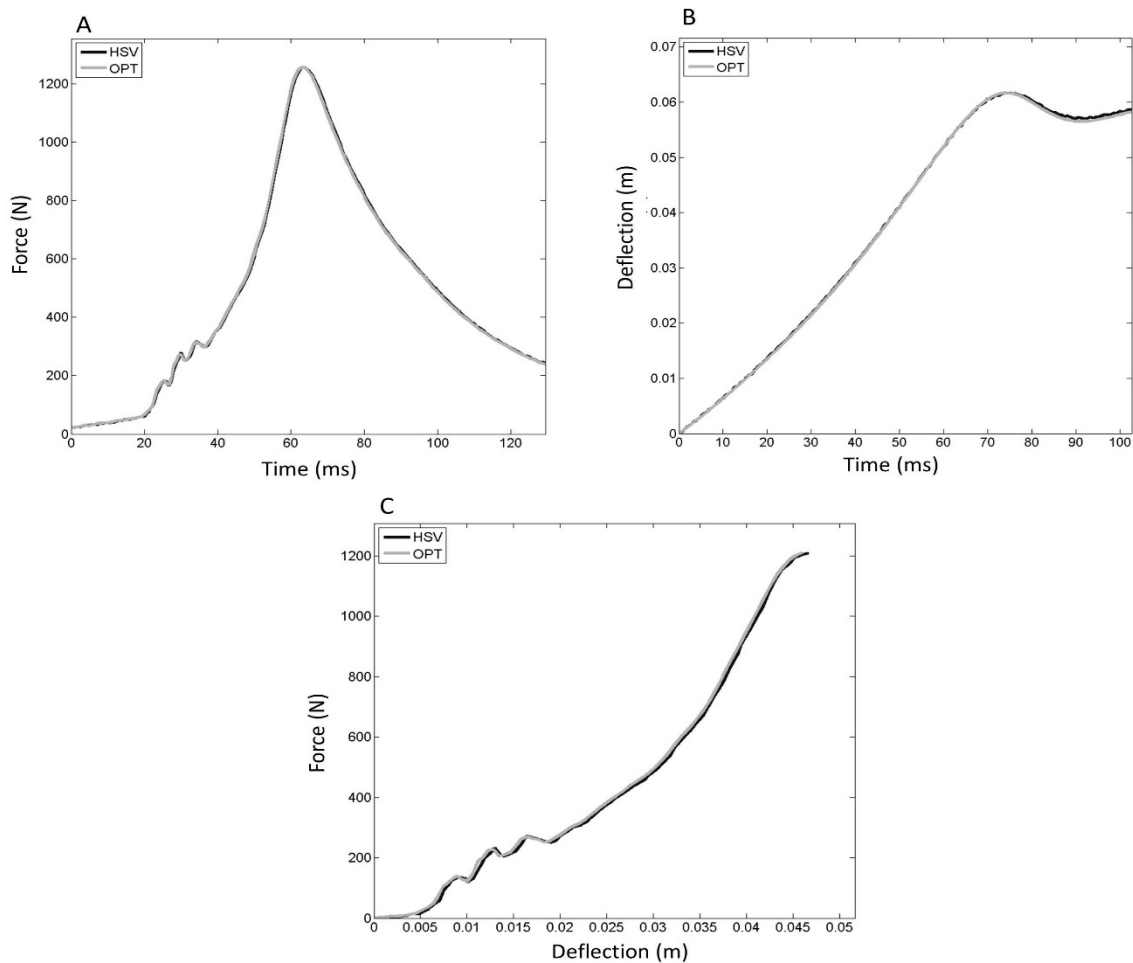 A
HSV
OPT
Force (N)
1200
1000
800
600
400
200
0
0 20 40 60 80 100 120
Time (ms)
B
HSV
OPT
Deflection (m)
0.07
0.06
0.05
0.04
0.03
0.02
0.01
0
0 10 20 30 40 50 60 70 80 90 100
Time (ms)
C
HSV
OPT
Force (N)
1200
1000
800
600
400
200
0
0 0.005 0.01 0.015 0.02 0.025 0.03 0.035 0.04 0.045 0.05
Deflection (m)